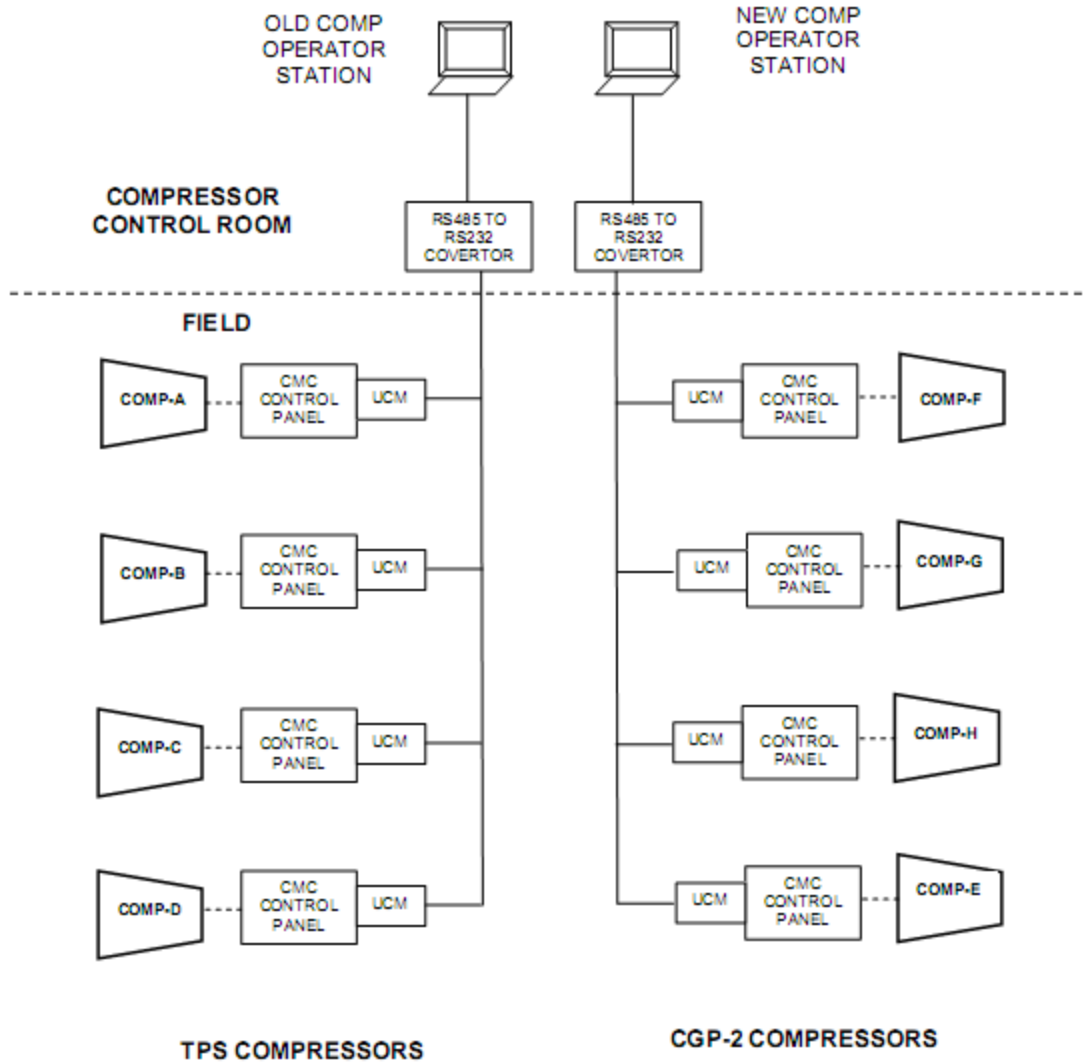 OLD COMP
OPERATOR
STATION
NEW COMP
OPERATOR
STATION
COMPRESSOR
CONTROL ROOM
RS485 TO
RS232
COVERTOR
RS485 TO
RS232
COVERTOR
FIELD
COMP-A
CMC
CONTROL
PANEL
UCM
UCM
CMC
CONTROL
PANEL
COMP-F
COMP-B
CMC
CONTROL
PANEL
UCM
UCM
CMC
CONTROL
PANEL
COMP-G
COMP-C
CMC
CONTROL
PANEL
UCM
UCM
CMC
CONTROL
PANEL
COMP-H
COMP-D
CMC
CONTROL
PANEL
UCM
UCM
CMC
CONTROL
PANEL
COMP-E
TPS COMPRESSORS
CGP-2 COMPRESSORS